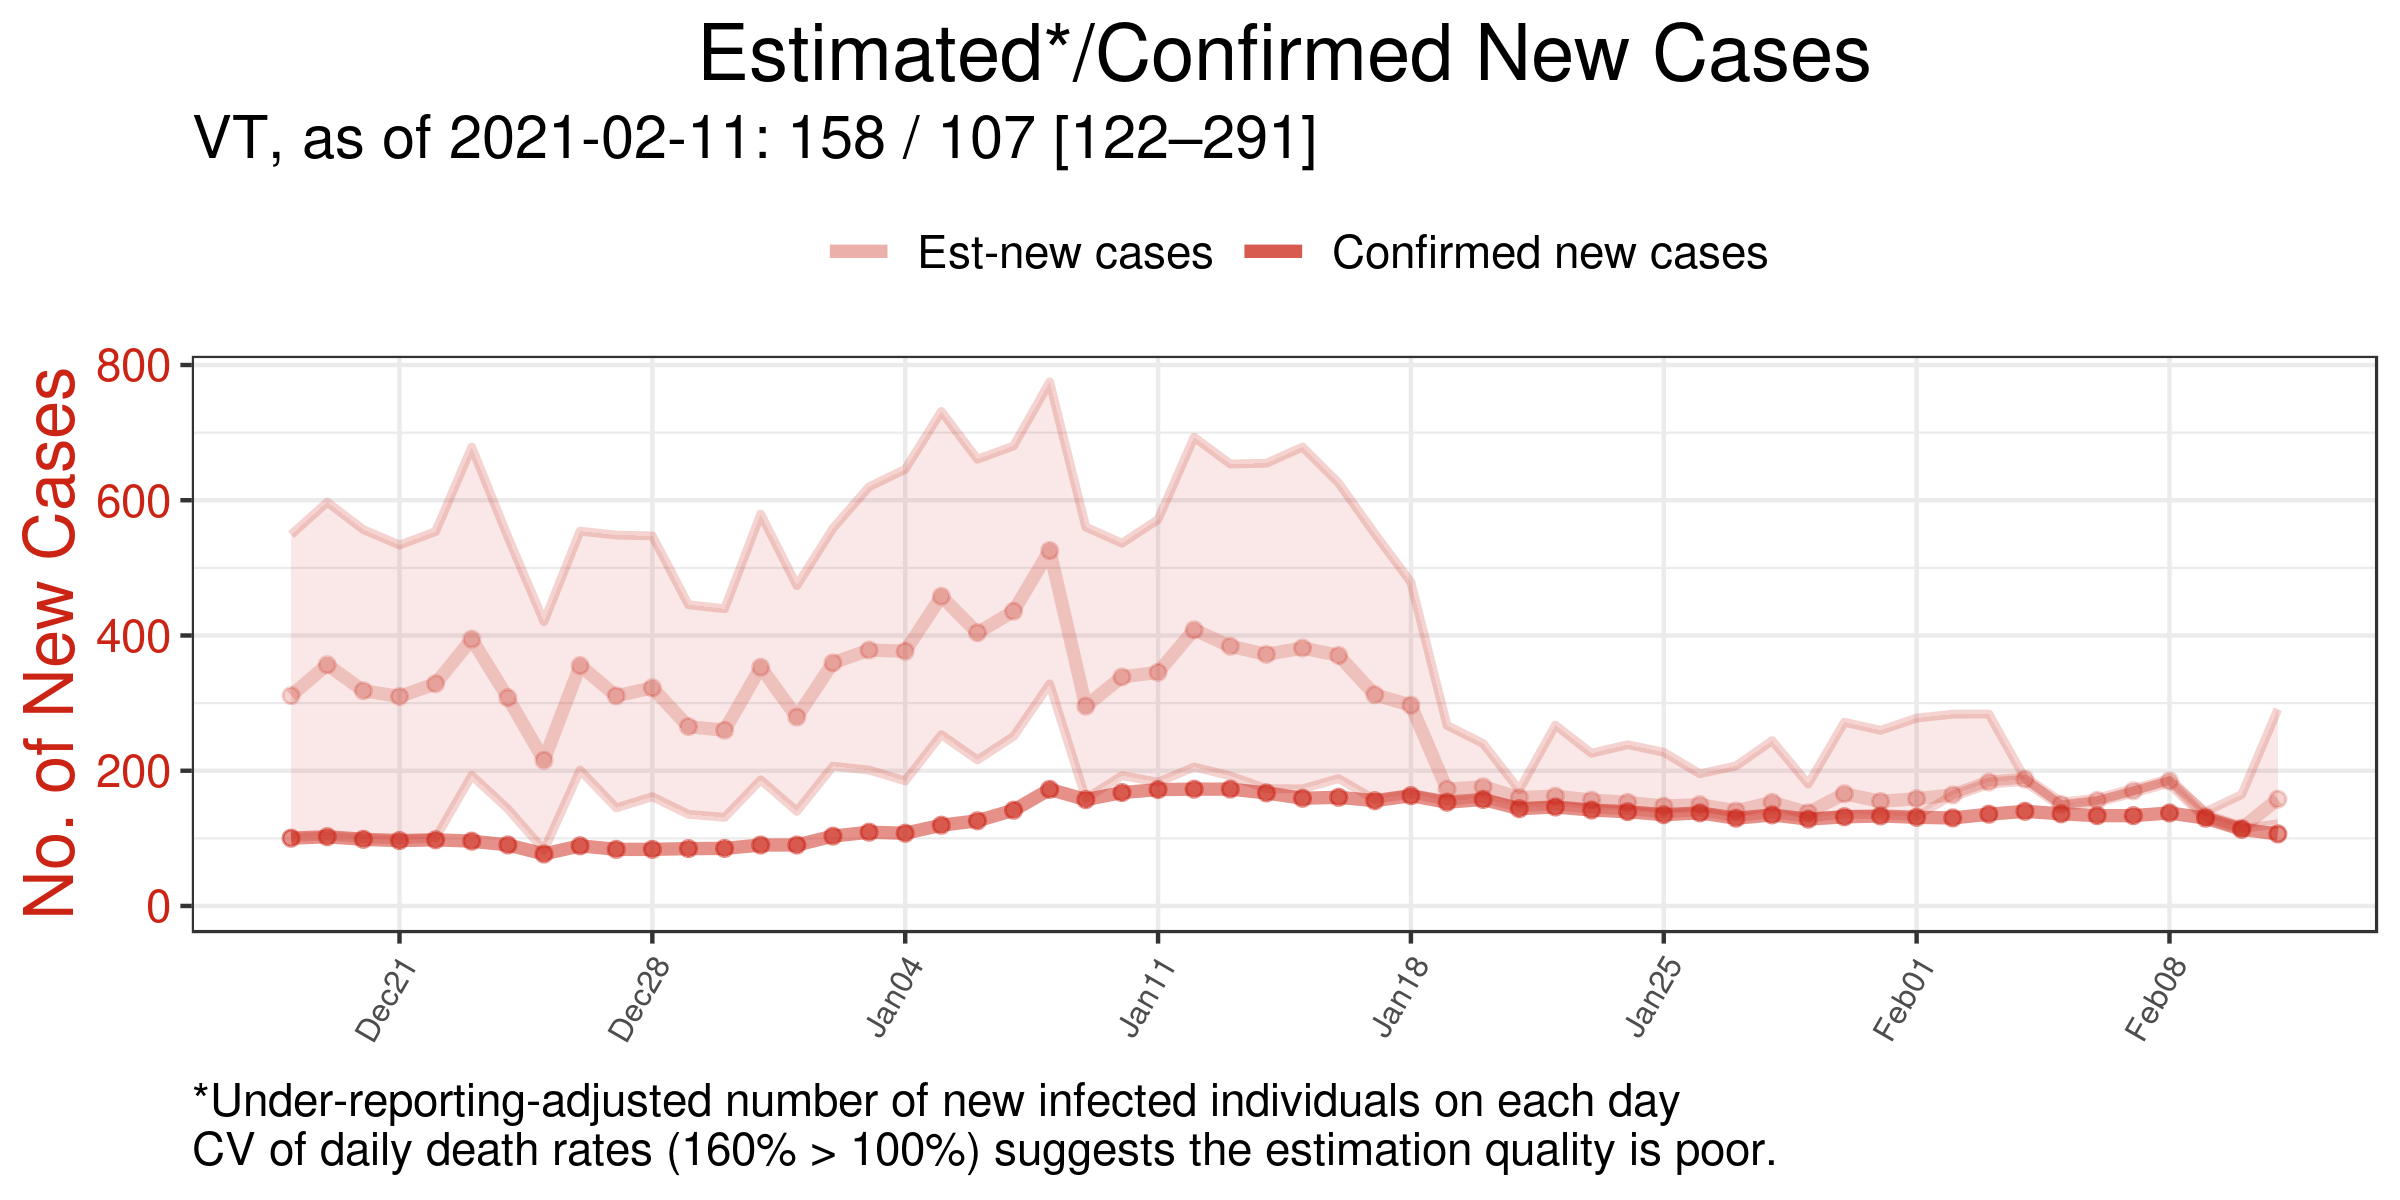 Estimated*/Confirmed New Cases
VT, as of 2021-02-11: 158 / 107 [122–291]
Est-new cases
Confirmed new cases
No. of New Cases
800
600
400
200
0
Dec21
Dec28
Jan04
Jan11
Jan18
Jan25
Feb01
Feb08
*Under-reporting-adjusted number of new infected individuals on each day
CV of daily death rates (160% > 100%) suggests the estimation quality is poor.